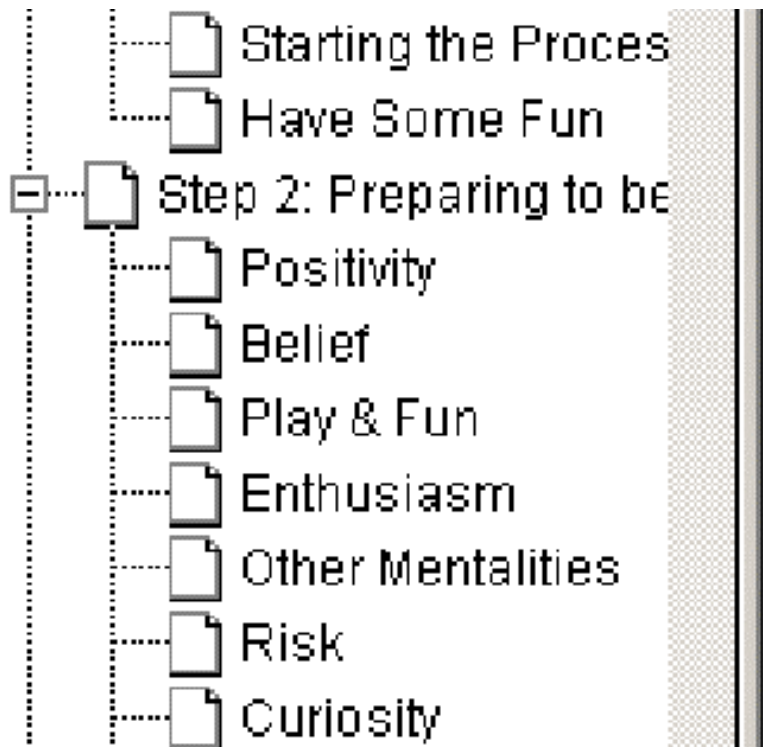 Starting the Proces
Have Some Fun
Step 2: Preparing to be
Positivity
Belief
Play & Fun
Enthusiasm
Other Mentalities
Risk
Curiosity